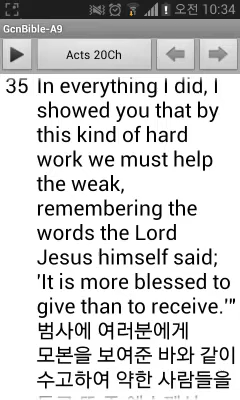 오전 10:34
GcnBible-A9
Acts 20Ch
35 In everything I did, I
showed you that by
this kind of hard
work we must help
the weak,
remembering the
words the Lord
Jesus himself said;
'It is more blessed to
give than to receive.'"
범사에 여러분에게
모본을 보여준 바와 같이
수고하여 약한 사람들을